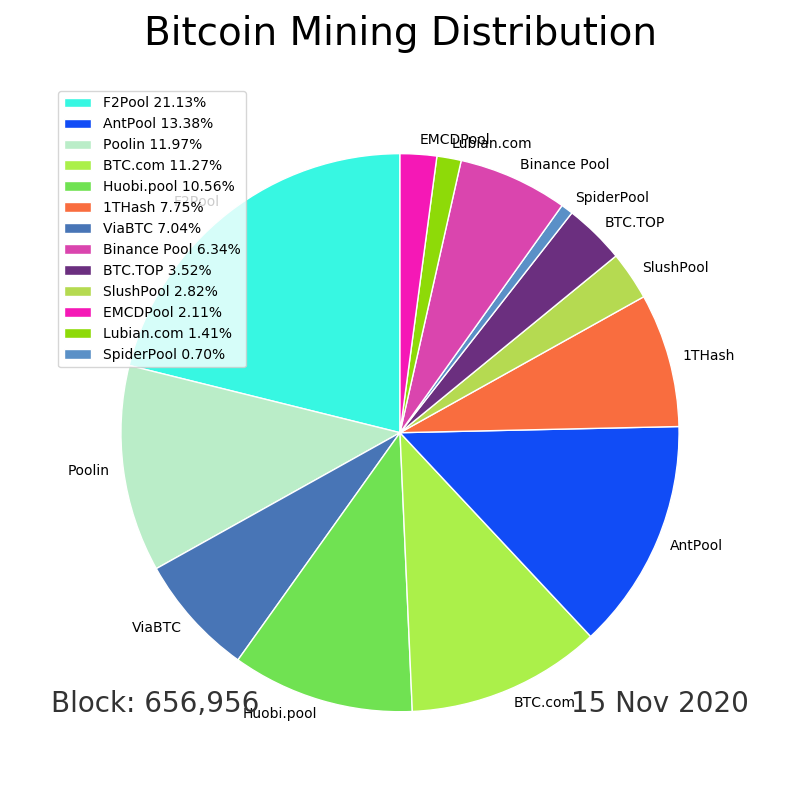 Bitcoin Mining Distribution
F2Pool 21.13%
AntPool 13.38%
Poolin 11.97%
BTC.com 11.27%
Huobi.pool 10.56%
1THash 7.75%
ViaBTC 7.04%
Binance Pool 6.34%
BTC.TOP 3.52%
SlushPool 2.82%
EMCDPool 2.11%
Lubian.com 1.41%
SpiderPool 0.70%
F2Pool
EMCDPool
Lubian.com
Binance Pool
SpiderPool
BTC.TOP
SlushPool
1THash
AntPool
BTC.com
Huobi.pool
ViaBTC
Poolin
Block: 656,956
15 Nov 2020